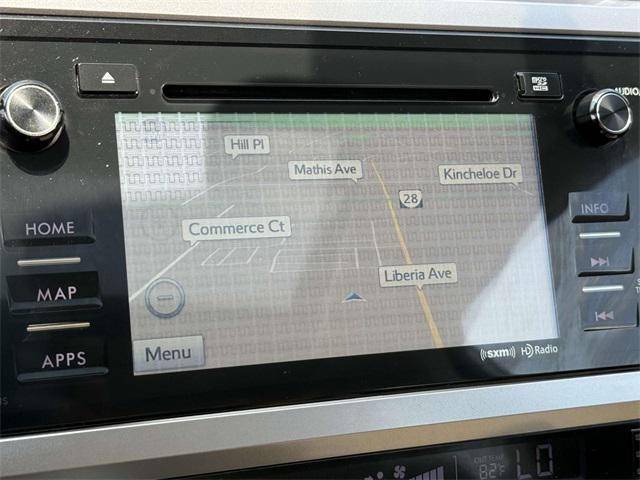 AUDIO/
Hill Pl
Mathis Ave
Kincheloe Dr
28
HOME
INFO
Commerce Ct
MAP
Liberia Ave
APPS
Menu
((sxm)) HD Radio
82°F
LO